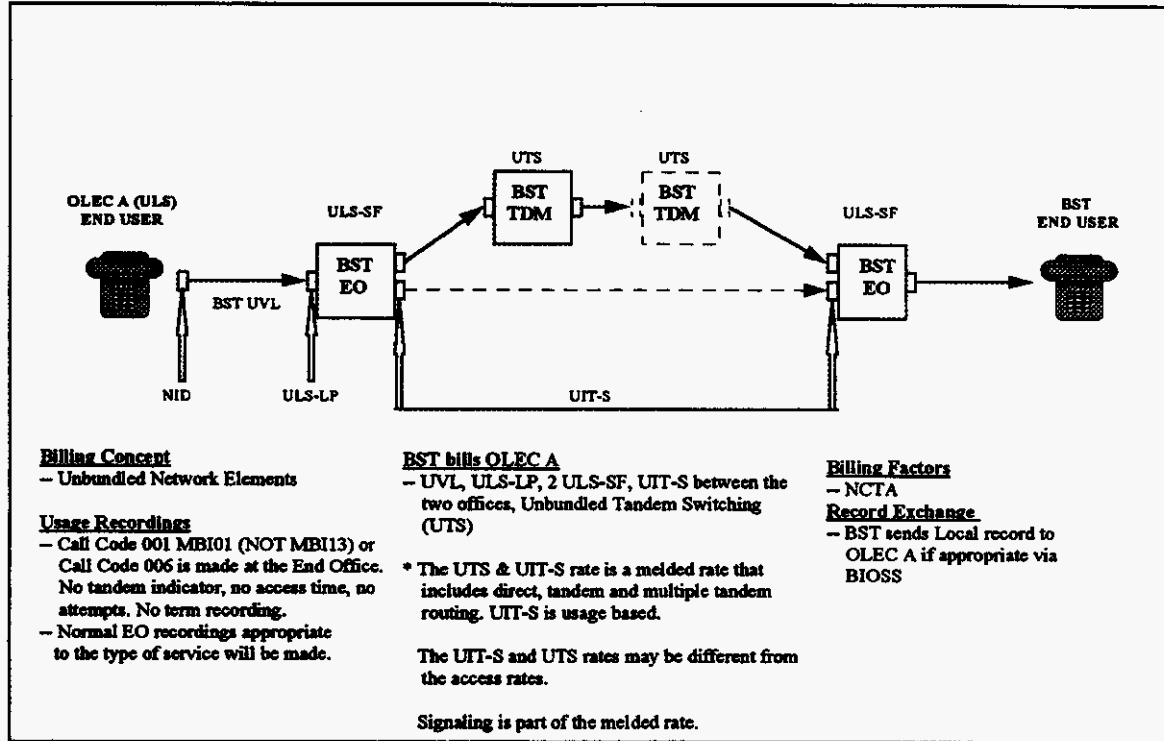 UTS
UTS
OLEC A (ULS)
END USER
ULS-SF
BST
TDM
BST
TDM
ULS-SF
BST
END USER
BST
EO
BST
EO
BST UVL
NID
ULS-LP
UIT-S
Billing Concept
– Unbundled Network Elements
Usage Recordings
– Call Code 001 MBI01 (NOT MBI13) or
Call Code 006 is made at the End Office.
No tandem indicator, no access time, no
attempts. No term recording.
– Normal EO recordings appropriate
to the type of service will be made.
BST bills OLEC A
– UVL, ULS-LP, 2 ULS-SF, UIT-S between the
two offices, Unbundled Tandem Switching
(UTS)
* The UTS & UIT-S rate is a melded rate that
includes direct, tandem and multiple tandem
routing. UIT-S is usage based.
The UIT-S and UTS rates may be different from
the access rates.
Signaling is part of the melded rate.
Billing Factors
– NCTA
Record Exchange
– BST sends Local record to
OLEC A if appropriate via
BIOSS